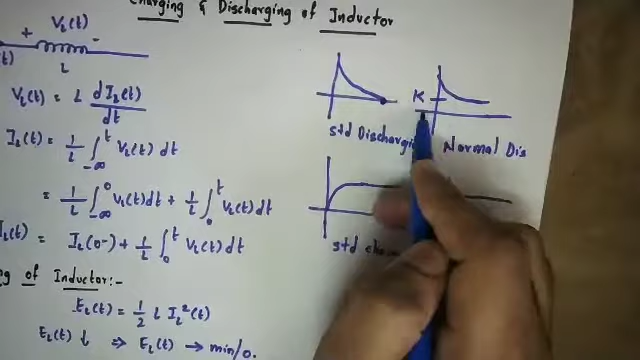 Charging & Discharging of Inductor
+ VL(t) -
L
VL(t) = L dIL(t)/dt
IL(t) = 1/L ∫-∞^t VL(t) dt
= 1/L ∫-∞^0 VL(t)dt + 1/L ∫0^t VL(t)dt
IL(t) = IL(0-) + 1/L ∫0^t VL(t)dt
of Inductor:-
EL(t) = 1/2 L IL²(t)
EL(t) ↓ ⇒ EL(t) → min/0.
K
std Discharging
Normal Dis
std